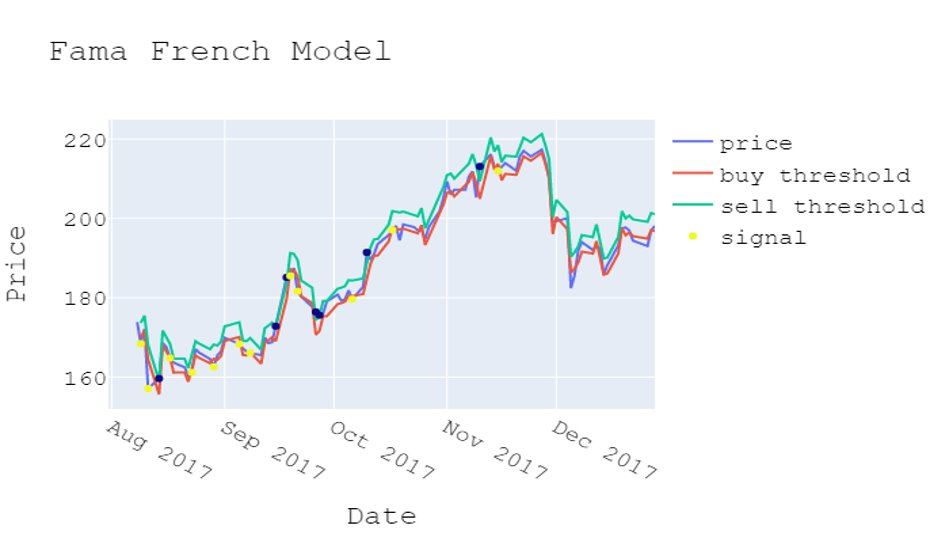 Fama French Model
220
200
180
160
Price
Aug 2017
Sep 2017
Oct 2017
Nov 2017
Dec 2017
Date
price
buy threshold
sell threshold
signal